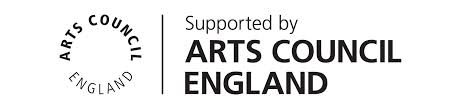 ARTS COUNCIL
ENGLAND
Supported by
ARTS COUNCIL
ENGLAND